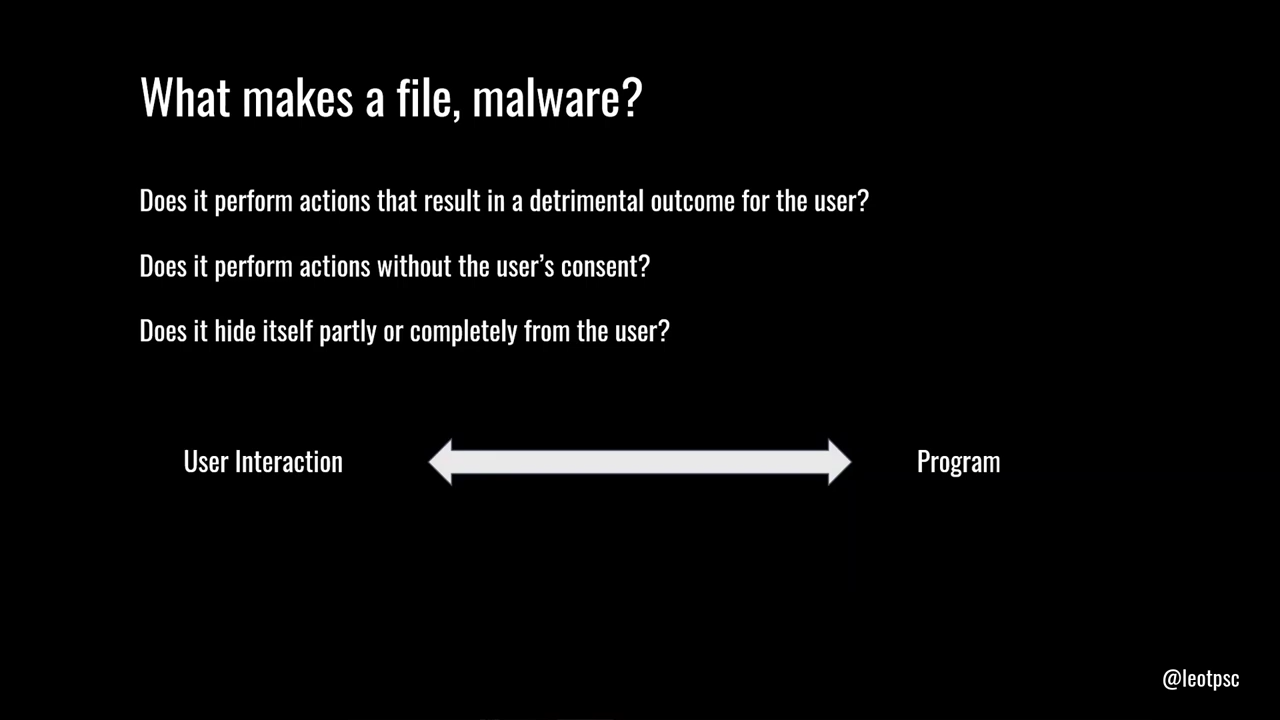 What makes a file, malware?
Does it perform actions that result in a detrimental outcome for the user?
Does it perform actions without the user’s consent?
Does it hide itself partly or completely from the user?
User Interaction
Program
@leotpsc